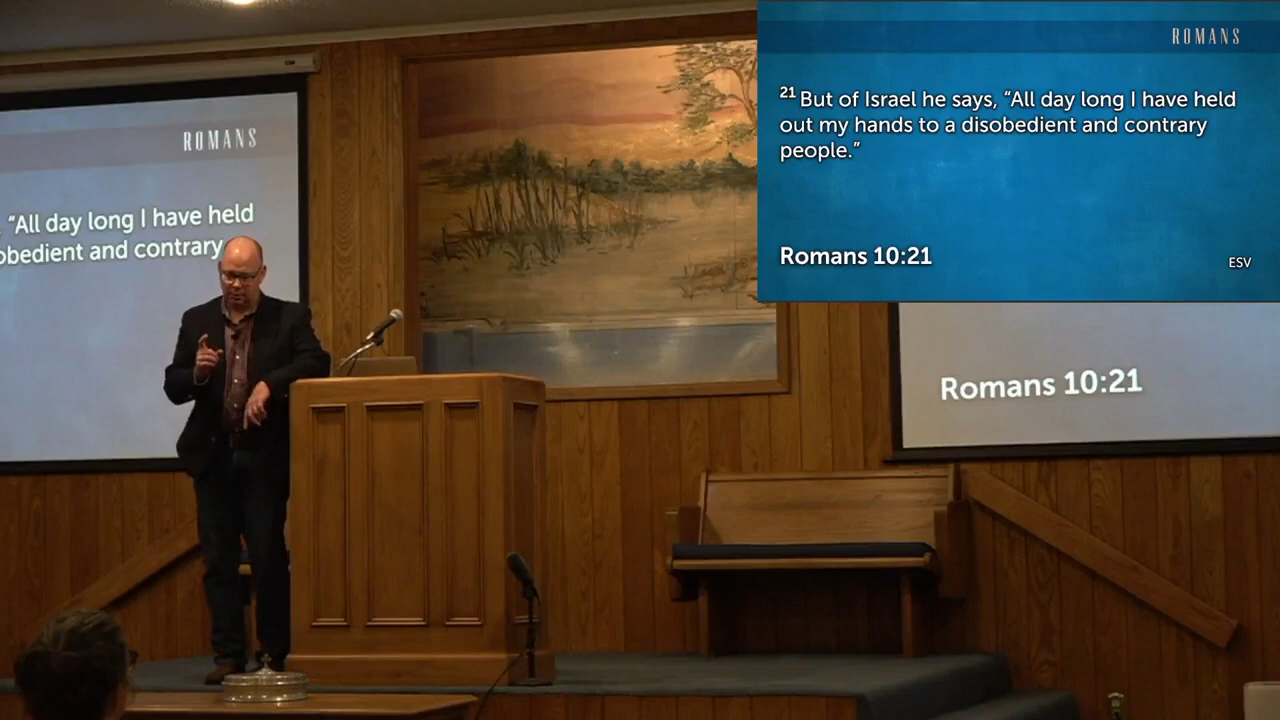 ROMANS
“All day long I have held
obedient and contrary
ROMANS
21 But of Israel he says, “All day long I have held
out my hands to a disobedient and contrary
people.”
Romans 10:21
ESV
Romans 10:21